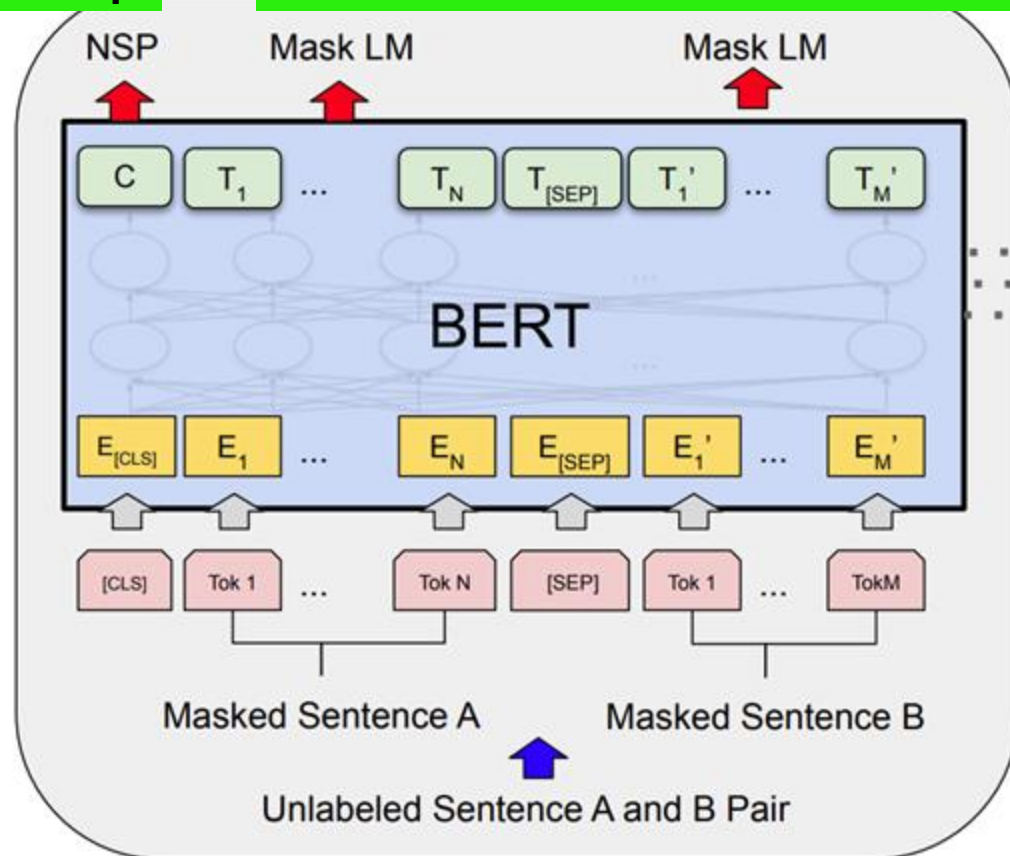 NSP Mask LM Mask LM
C T1 ... TN T[SEP] T1' ... TM'
...
BERT
...
E[CLS] E1 ... EN E[SEP] E1' ... EM'
[CLS] Tok 1 ... Tok N [SEP] Tok 1 ... TokM
Masked Sentence A Masked Sentence B
Unlabeled Sentence A and B Pair